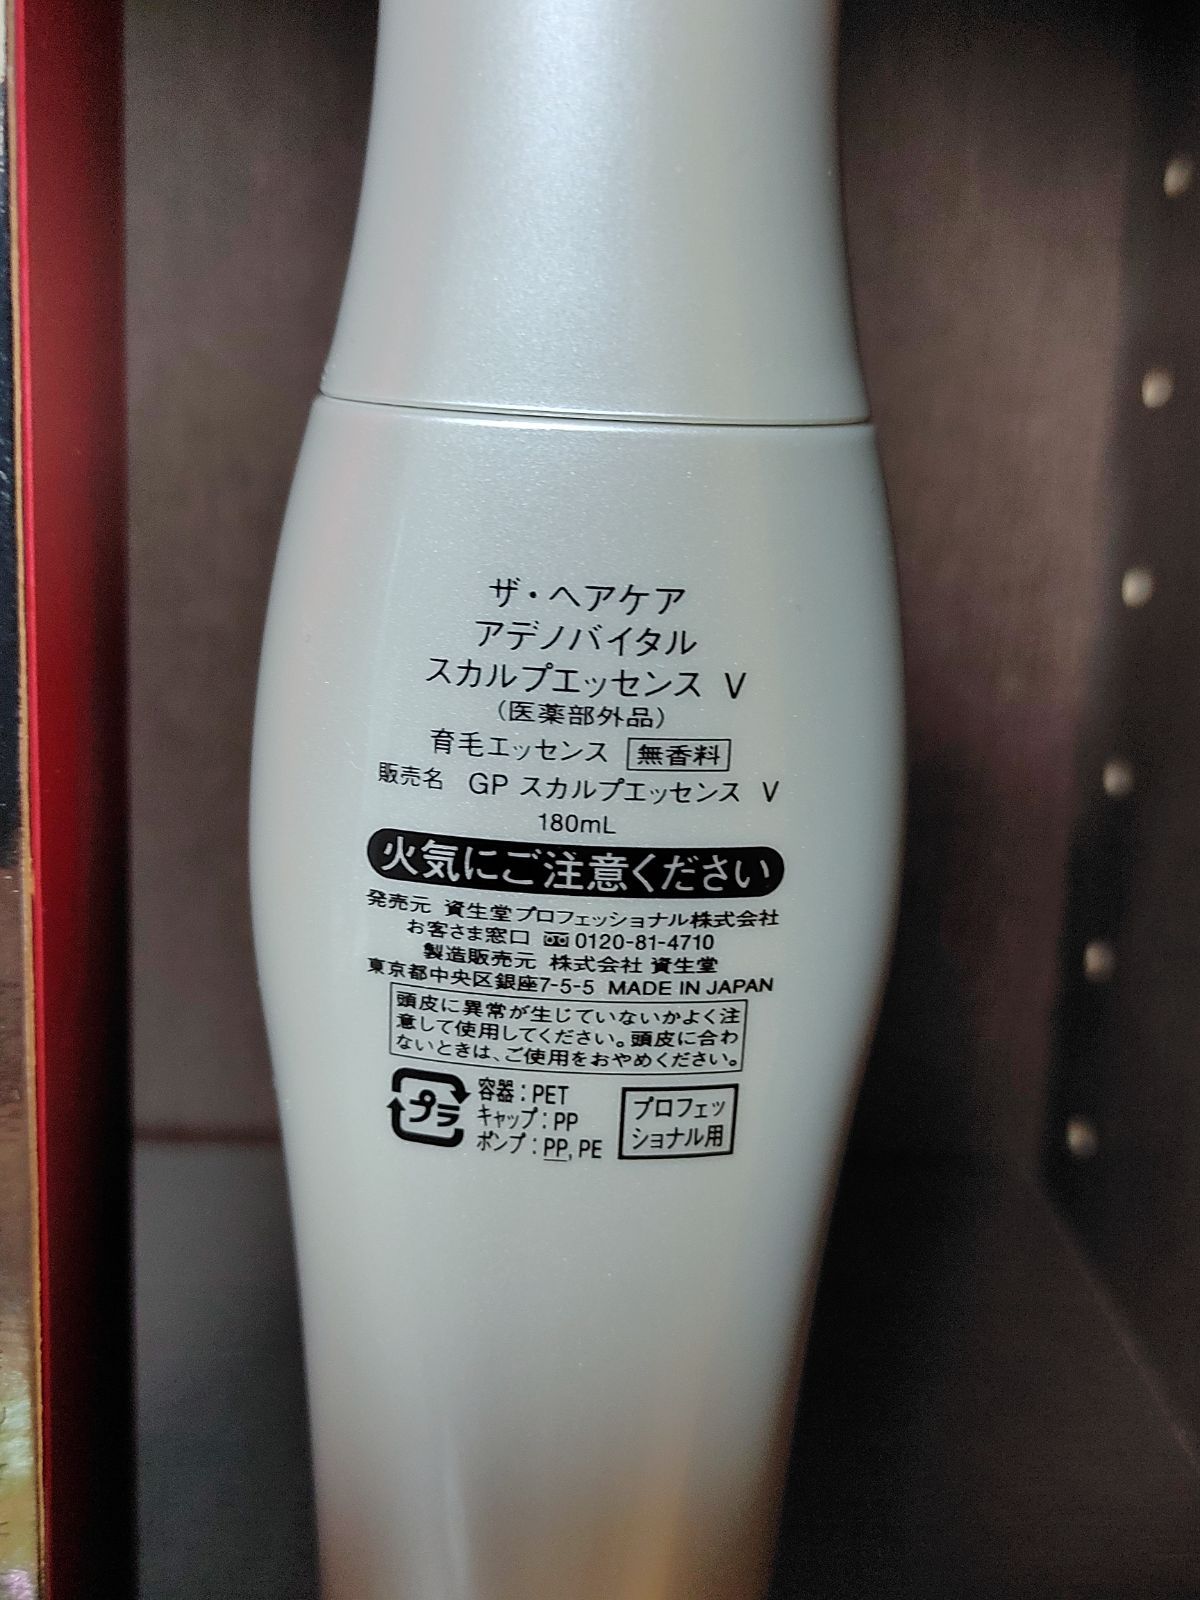 ザ・ヘアケア
アデノバイタル
スカルプエッセンス V
(医薬部外品)
育毛エッセンス 無香料
販売名 GP スカルプエッセンス V
180mL
火気にご注意ください
発売元 資生堂プロフェッショナル株式会社
お客さま窓口 0120-81-4710
製造販売元 株式会社 資生堂
東京都中央区銀座7-5-5 MADE IN JAPAN
頭皮に異常が生じていないかよく注
意して使用してください。頭皮に合わ
ないときは、ご使用をおやめください。
プラ
容器:PET
キャップ:PP
ポンプ:PP, PE
プロフェッ
ショナル用